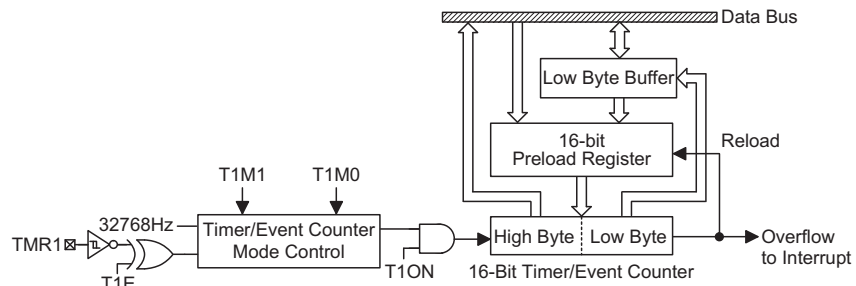 Data Bus
Low Byte Buffer
16-bit
Preload Register
Reload
T1M1
T1M0
32768Hz
Timer/Event Counter
Mode Control
TMR1
T1ON
High Byte
Low Byte
Overflow
to Interrupt
16-Bit Timer/Event Counter